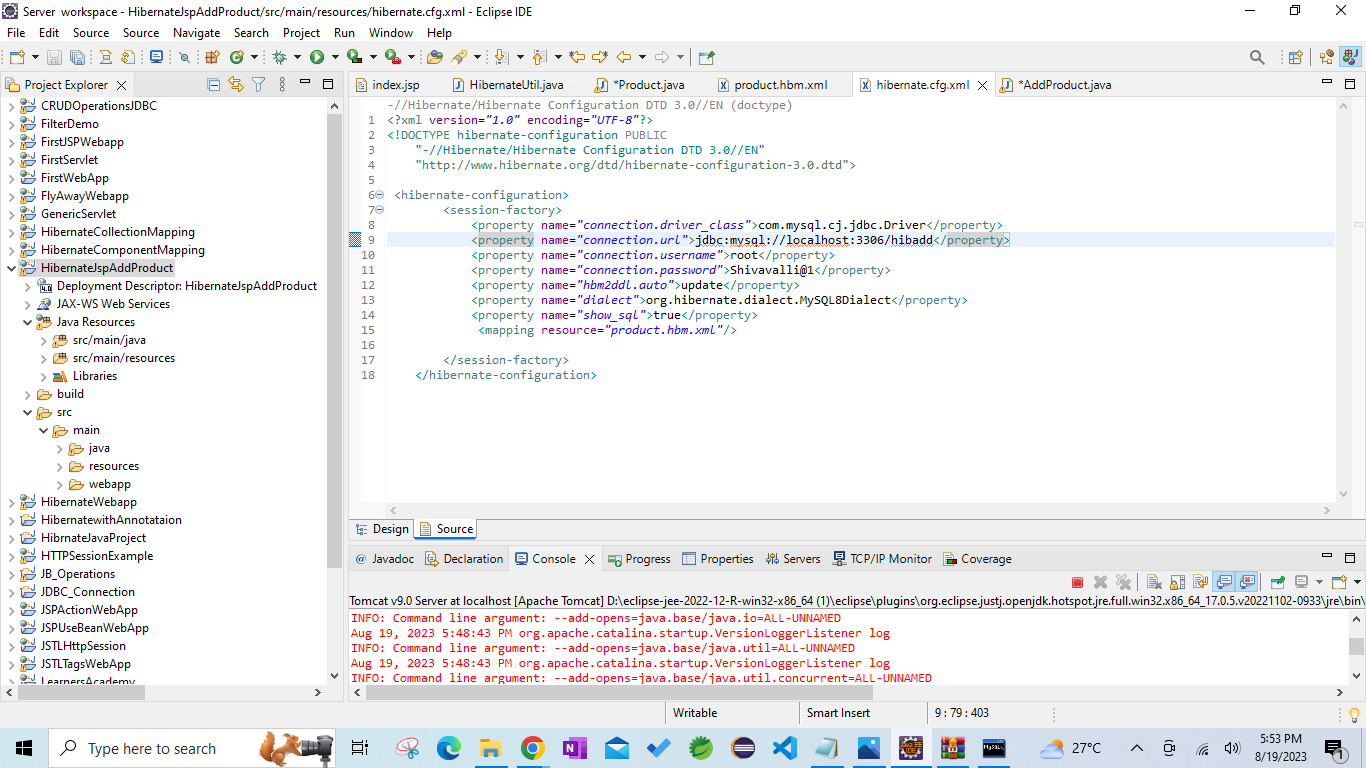 Server workspace - HibernateJspAddProduct/src/main/resources/hibernate.cfg.xml - Eclipse IDE
File Edit Source Source Navigate Search Project Run Window Help
Project Explorer
CRUDOperationsJDBC
FilterDemo
FirstJSPWebapp
FirstServlet
FirstWebApp
FlyAwayWebapp
GenericServlet
HibernateCollectionMapping
HibernateComponentMapping
HibernateJspAddProduct
Deployment Descriptor: HibernateJspAddProduct
JAX-WS Web Services
Java Resources
src/main/java
src/main/resources
Libraries
build
src
main
java
resources
webapp
HibernateWebapp
HibernatewithAnnotataion
HibrnateJavaProject
HTTPSessionExample
JB_Operations
JDBC_Connection
JSPActionWebApp
JSPUseBeanWebApp
JSTLHttpSession
JSTLTagsWebApp
LearnersAcademy
index.jsp HibernateUtil.java *Product.java product.hbm.xml hibernate.cfg.xml *AddProduct.java
-//Hibernate/Hibernate Configuration DTD 3.0//EN (doctype)
1 <?xml version="1.0" encoding="UTF-8"?>
2 <!DOCTYPE hibernate-configuration PUBLIC
3 "-//Hibernate/Hibernate Configuration DTD 3.0//EN"
4 "http://www.hibernate.org/dtd/hibernate-configuration-3.0.dtd">
5
6 <hibernate-configuration>
7 <session-factory>
8 <property name="connection.driver_class">com.mysql.cj.jdbc.Driver</property>
9 <property name="connection.url">jdbc:mysql://localhost:3306/hibadd</property>
10 <property name="connection.username">root</property>
11 <property name="connection.password">Shivavalli@1</property>
12 <property name="hbm2ddl.auto">update</property>
13 <property name="dialect">org.hibernate.dialect.MySQL8Dialect</property>
14 <property name="show_sql">true</property>
15 <mapping resource="product.hbm.xml"/>
16
17 </session-factory>
18 </hibernate-configuration>
Design Source
@ Javadoc Declaration Console Progress Properties Servers TCP/IP Monitor Coverage
Tomcat v9.0 Server at localhost [Apache Tomcat] D:\eclipse-jee-2022-12-R-win32-x86_64 (1)\eclipse\plugins\org.eclipse.justj.openjdk.hotspot.jre.full.win32.x86_64_17.0.5.v20221102-0933\jre\bin\
INFO: Command line argument: --add-opens=java.base/java.io=ALL-UNNAMED
Aug 19, 2023 5:48:43 PM org.apache.catalina.startup.VersionLoggerListener log
INFO: Command line argument: --add-opens=java.base/java.util=ALL-UNNAMED
Aug 19, 2023 5:48:43 PM org.apache.catalina.startup.VersionLoggerListener log
INFO: Command line argument: --add-opens=java.base/java.util.concurrent=ALL-UNNAMED
Writable Smart Insert 9 : 79 : 403
Type here to search 27°C 5:53 PM
8/19/2023 1